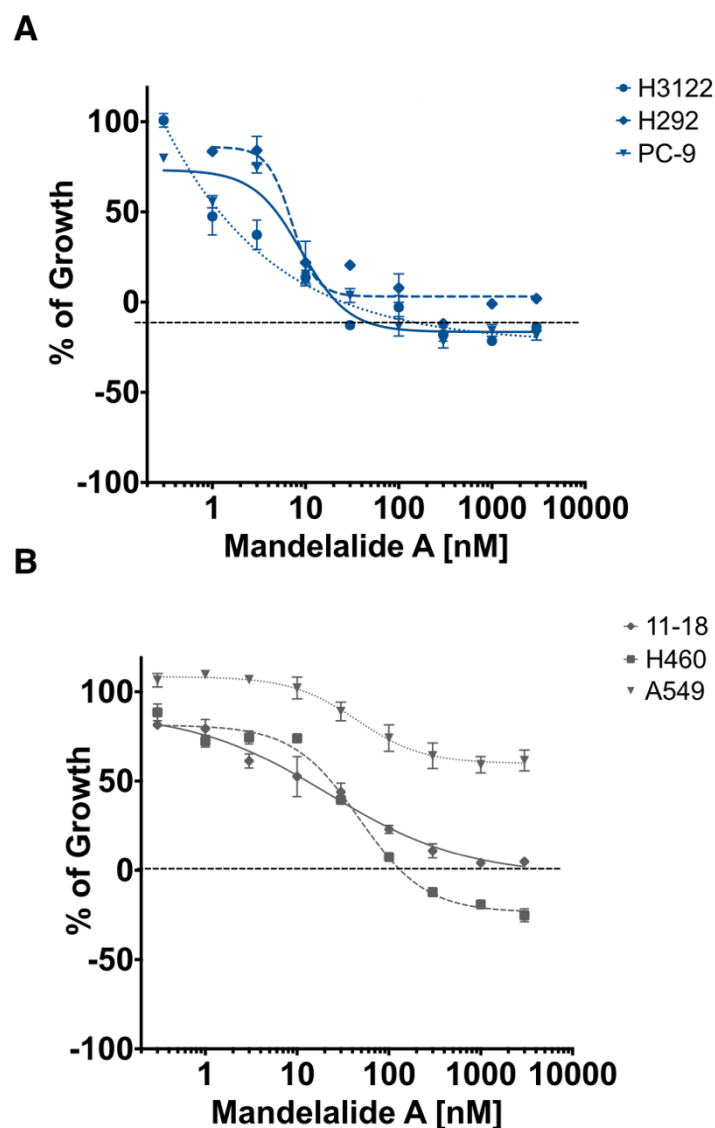 A
H3122
H292
PC-9
100
50
0
-50
-100
% of Growth
1 10 100 1000 10000
Mandelalide A [nM]
B
11-18
H460
A549
100
50
0
-50
-100
% of Growth
1 10 100 1000 10000
Mandelalide A [nM]